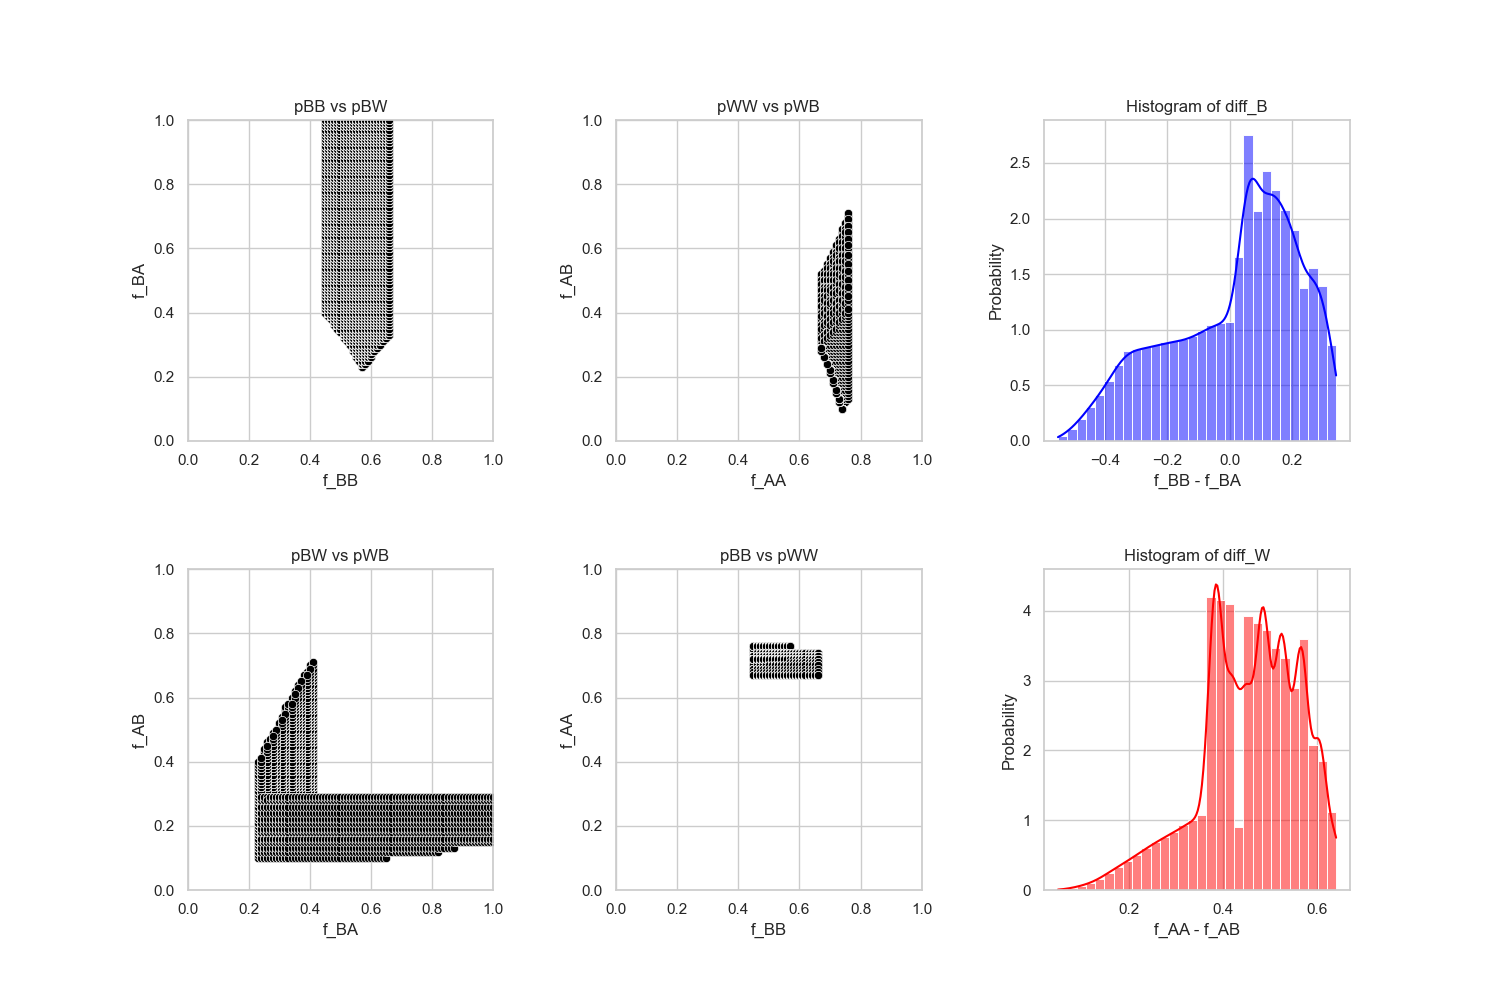 pBB vs pBW
1.0
0.8
0.6
0.4
0.2
0.0
0.0 0.2 0.4 0.6 0.8 1.0
f_BA
f_BB
pWW vs pWB
1.0
0.8
0.6
0.4
0.2
0.0
0.0 0.2 0.4 0.6 0.8 1.0
f_AB
f_AA
Histogram of diff_B
2.5
2.0
1.5
1.0
0.5
0.0
−0.4 −0.2 0.0 0.2
Probability
f_BB - f_BA
pBW vs pWB
1.0
0.8
0.6
0.4
0.2
0.0
0.0 0.2 0.4 0.6 0.8 1.0
f_AB
f_BA
pBB vs pWW
1.0
0.8
0.6
0.4
0.2
0.0
0.0 0.2 0.4 0.6 0.8 1.0
f_AA
f_BB
Histogram of diff_W
4
3
2
1
0
0.2 0.4 0.6
Probability
f_AA - f_AB